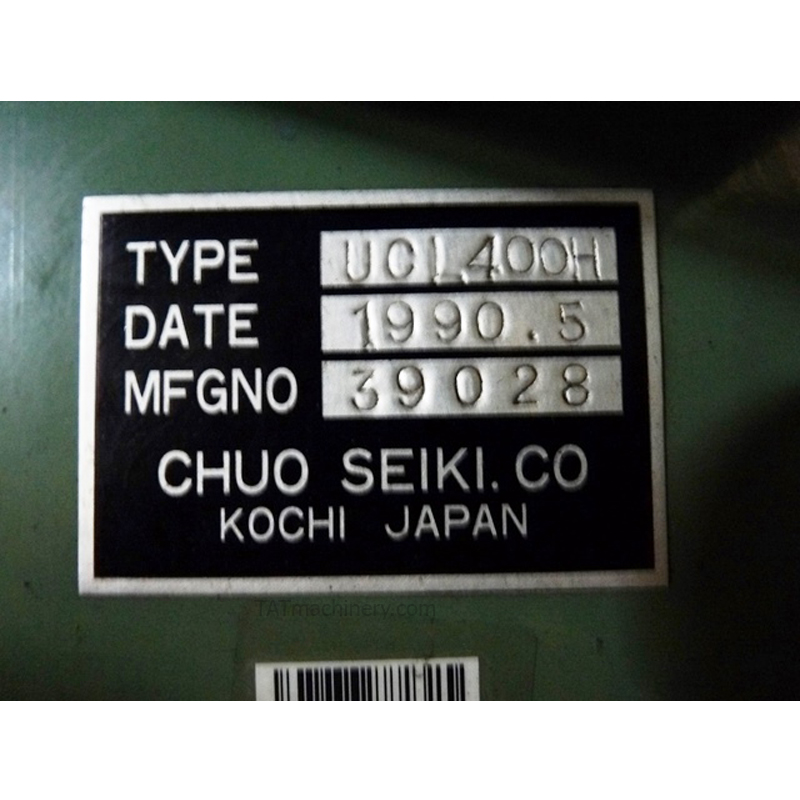 TYPE UCL400H
DATE 1990.5
MFGNO 39028
CHUO SEIKI. CO
KOCHI JAPAN
TATmachinery.com